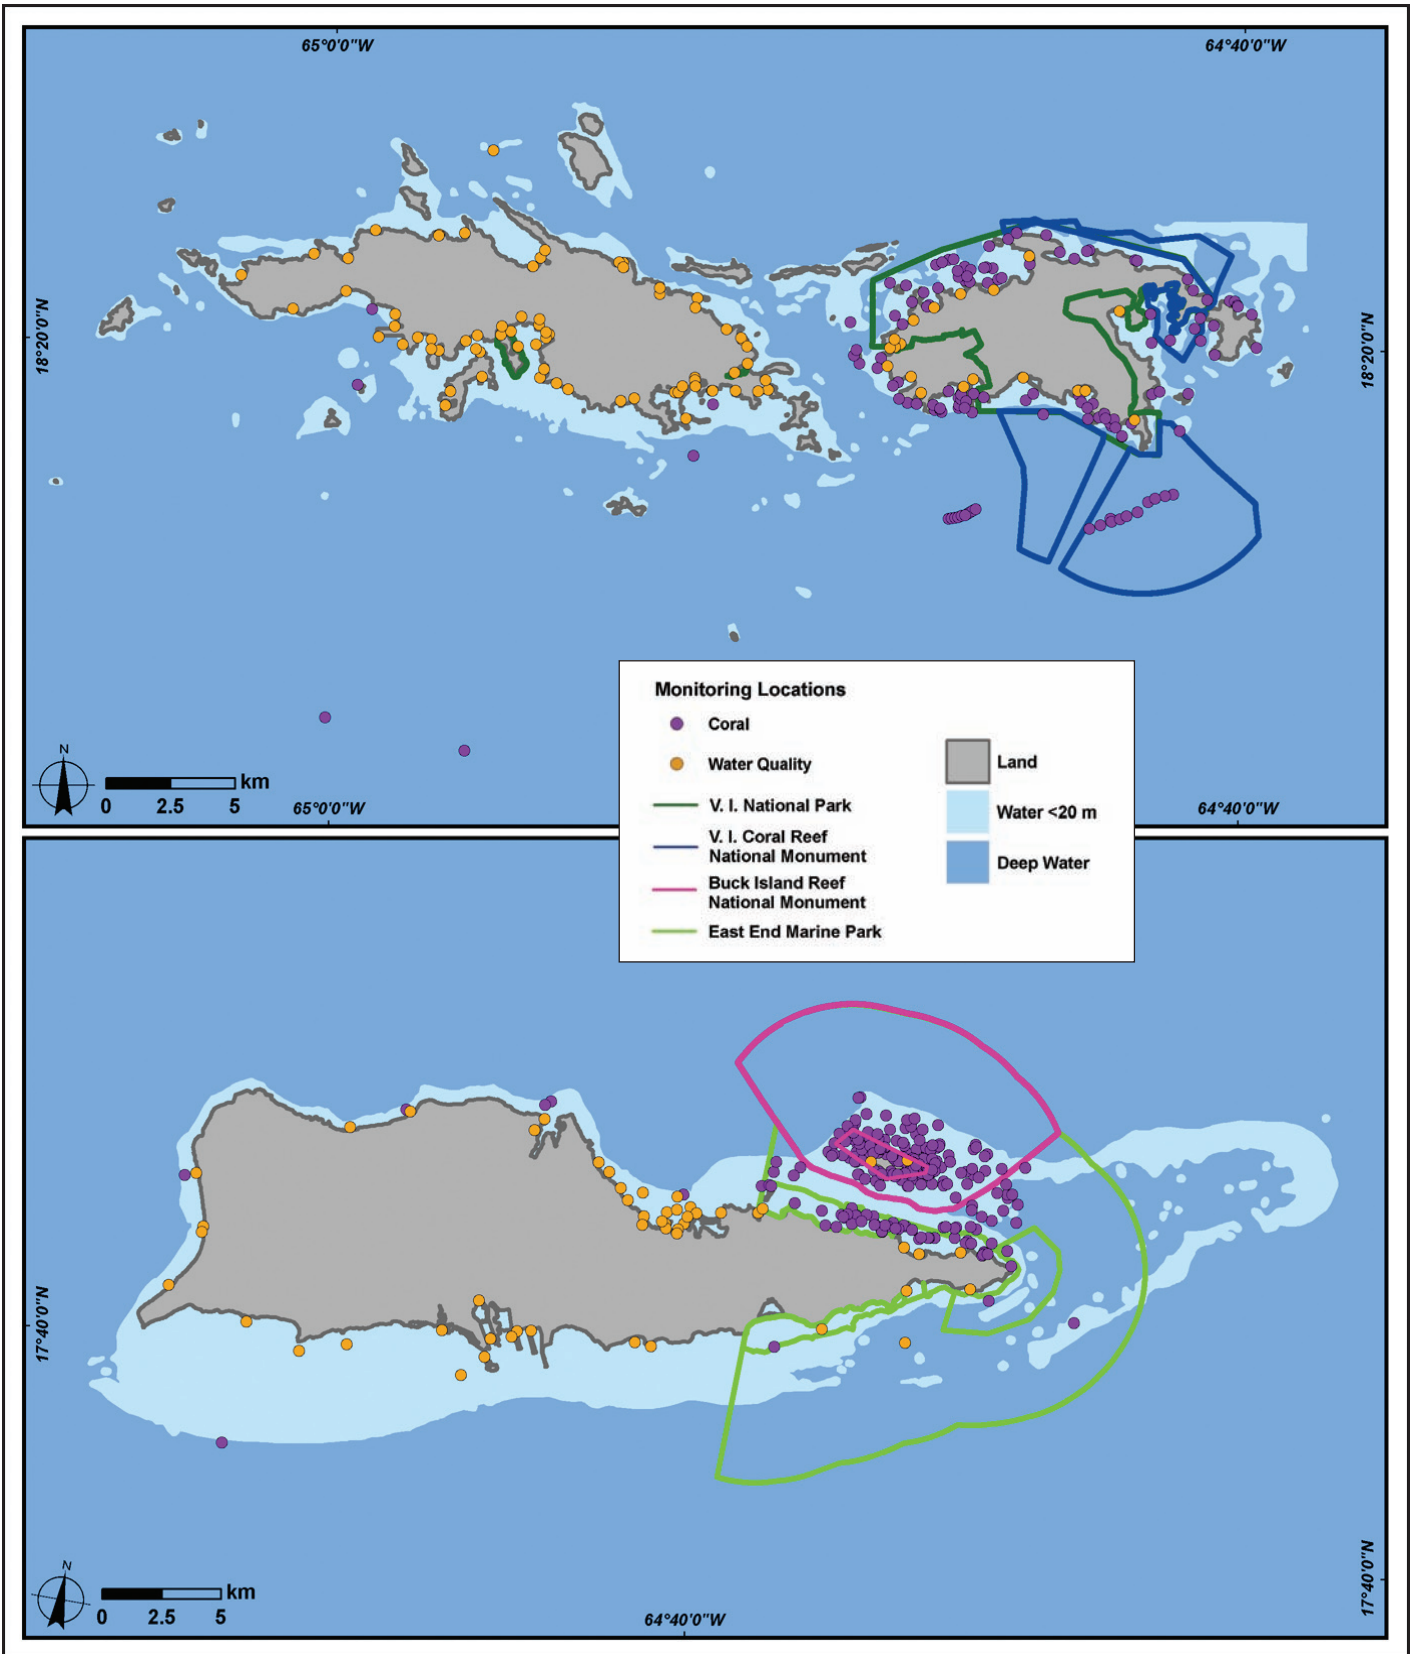 65°0'0"W
64°40'0"W
18°20'0"N
18°20'0"N
N
km
0 2.5 5
65°0'0"W
64°40'0"W
Monitoring Locations
Coral
Water Quality
V. I. National Park
V. I. Coral Reef
National Monument
Buck Island Reef
National Monument
East End Marine Park
Land
Water <20 m
Deep Water
17°40'0"N
17°40'0"N
N
km
0 2.5 5
64°40'0"W